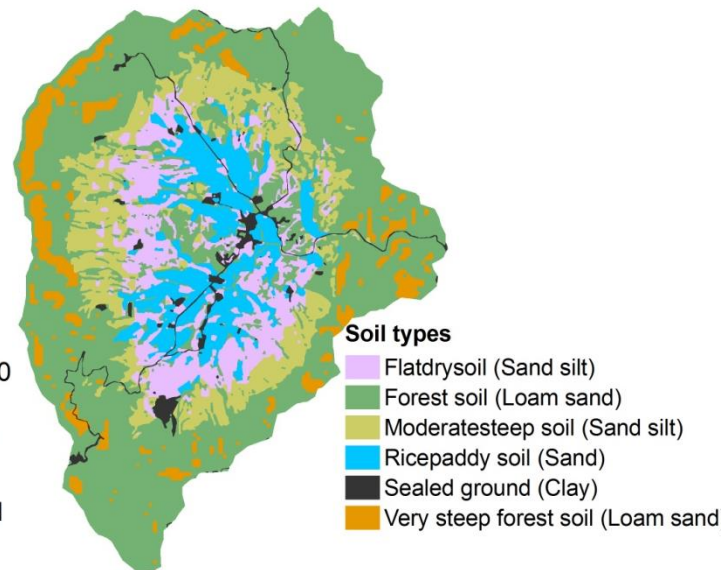 Soil types
Flatdrysoil (Sand silt)
Forest soil (Loam sand)
Moderatesteep soil (Sand silt)
Ricepaddy soil (Sand)
Sealed ground (Clay)
Very steep forest soil (Loam sand
0